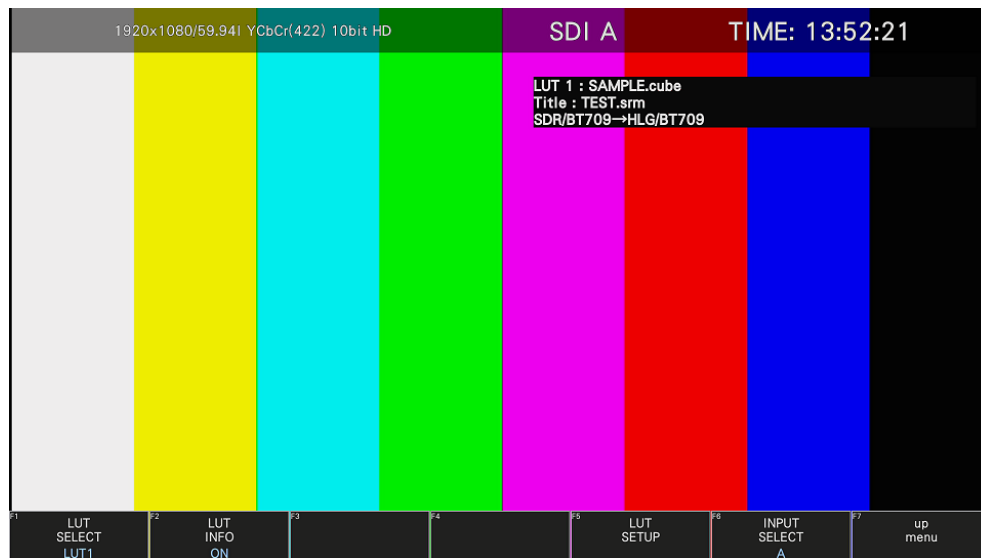 1920x1080/59.94I YCbCr(422) 10bit HD SDI A TIME: 13:52:21
LUT 1 : SAMPLE.cube
Title : TEST.srm
SDR/BT709→HLG/BT709
F1 LUT SELECT LUT1
F2 LUT INFO ON
F3
F4
F5 LUT SETUP
F6 INPUT SELECT A
F7 up menu